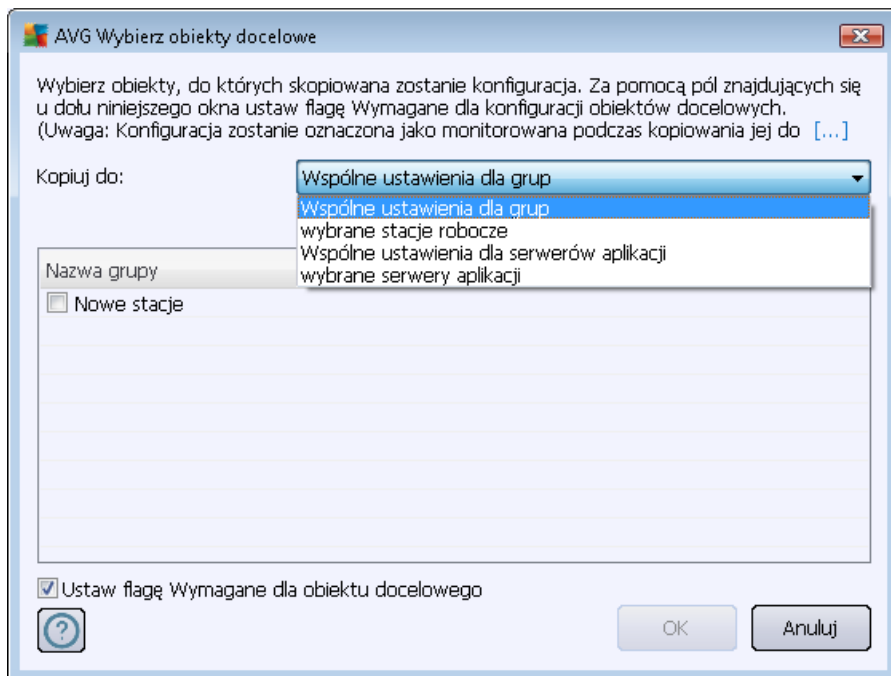 AVG Wybierz obiekty docelowe
Wybierz obiekty, do których skopiowana zostanie konfiguracja. Za pomocą pól znajdujących się
u dołu niniejszego okna ustaw flagę Wymagane dla konfiguracji obiektów docelowych.
(Uwaga: Konfiguracja zostanie oznaczona jako monitorowana podczas kopiowania jej do [...]
Kopiuj do: Wspólne ustawienia dla grup
Wspólne ustawienia dla grup
wybrane stacje robocze
Wspólne ustawienia dla serwerów aplikacji
wybrane serwery aplikacji
Nazwa grupy
Nowe stacje
Ustaw flagę Wymagane dla obiektu docelowego
? OK Anuluj